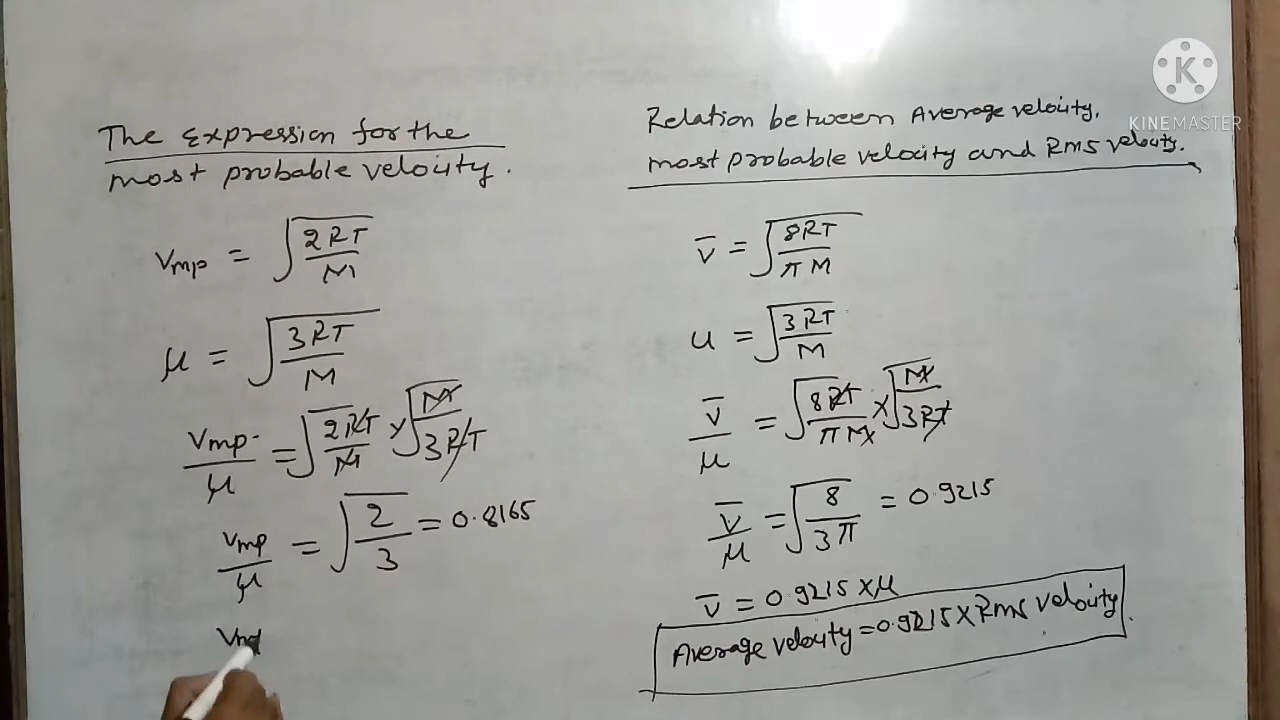 The Expression for the
most probable velocity.
Vmp = √(2RT/M)
μ = √(3RT/M)
Vmp/μ = √(2RT/M) × √(M/3RT)
Vmp/μ = √(2/3) = 0.8165
Relation between Average velocity,
most probable velocity and RMS velocity.
v̅ = √(8RT/πM)
u = √(3RT/M)
v̅/μ = √(8RT/πM) × √(M/3RT)
v̅/μ = √(8/3π) = 0.9215
v̅ = 0.9215 × μ
Average velocity = 0.9215 × Rms velocity.
K
KINEMASTER